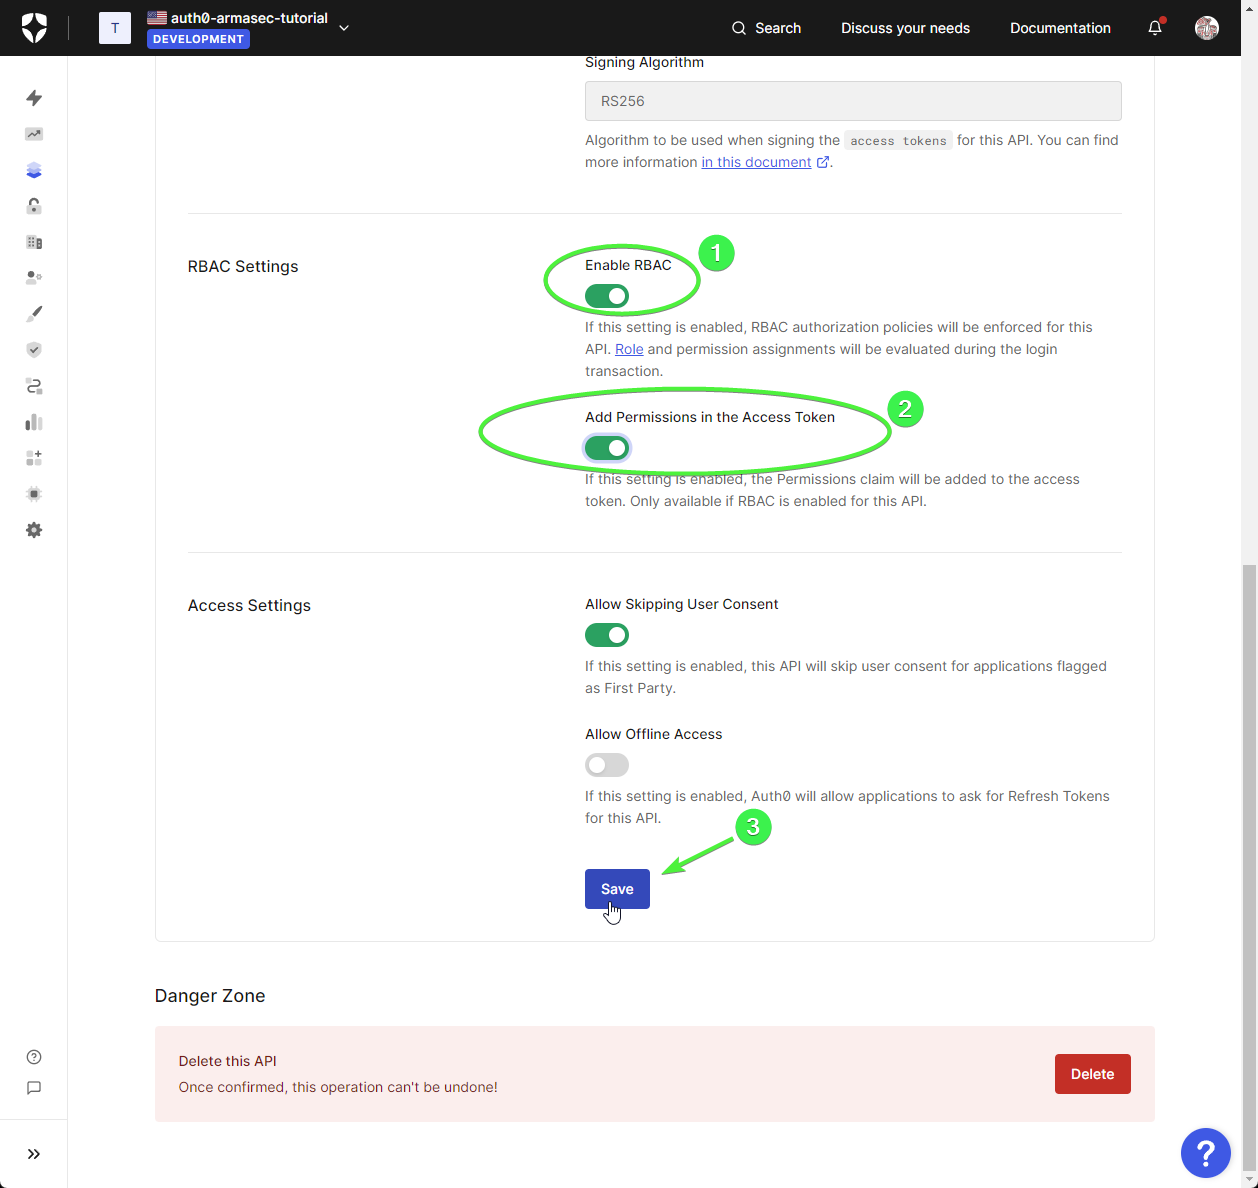 T
auth0-armasec-tutorial
DEVELOPMENT
Search
Discuss your needs
Documentation
Signing Algorithm
RS256
Algorithm to be used when signing the access tokens for this API. You can find
more information in this document.
RBAC Settings
Enable RBAC
1
If this setting is enabled, RBAC authorization policies will be enforced for this
API. Role and permission assignments will be evaluated during the login
transaction.
Add Permissions in the Access Token
2
If this setting is enabled, the Permissions claim will be added to the access
token. Only available if RBAC is enabled for this API.
Access Settings
Allow Skipping User Consent
If this setting is enabled, this API will skip user consent for applications flagged
as First Party.
Allow Offline Access
If this setting is enabled, Auth0 will allow applications to ask for Refresh Tokens
for this API.
3
Save
Danger Zone
Delete this API
Once confirmed, this operation can't be undone!
Delete
?